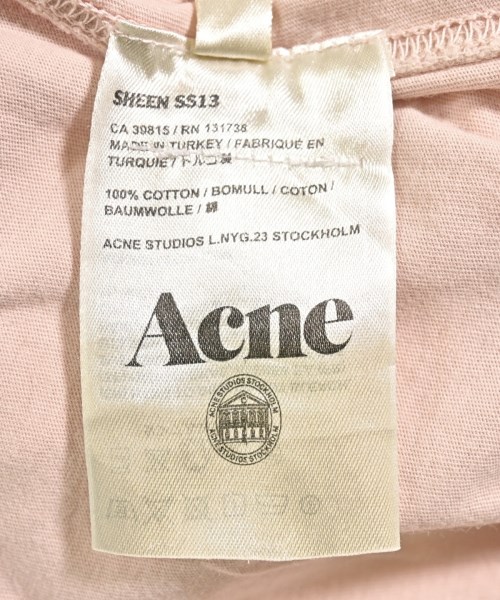 SHEEN SS13
CA 39815 / RN 131738
MADE IN TURKEY / FABRIQUÉ EN
TURQUIE / トルコ製
100% COTTON / BOMULL / COTON /
BAUMWOLLE / 綿
ACNE STUDIOS L.NYG.23 STOCKHOLM
Acne
ACNE STUDIOS STOCKHOLM
ACNE STUDIOS STOCKHOLM